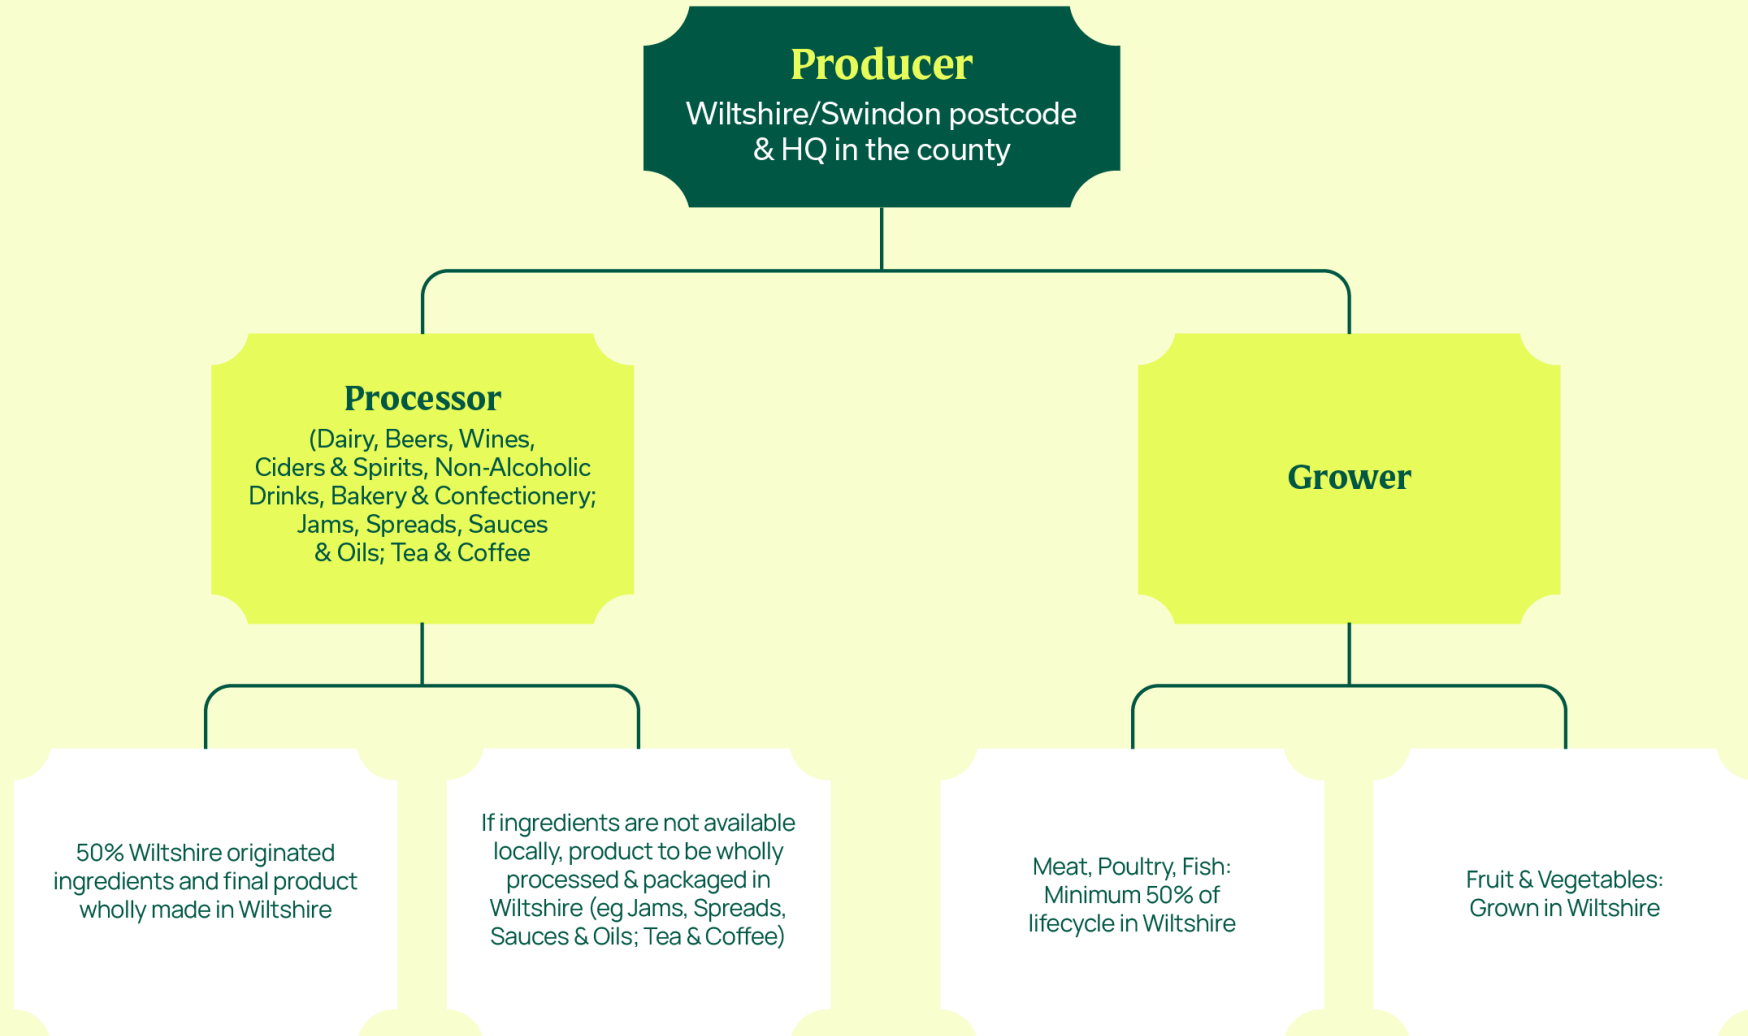 Producer
Wiltshire/Swindon postcode
& HQ in the county
Processor
(Dairy, Beers, Wines,
Ciders & Spirits, Non-Alcoholic
Drinks, Bakery & Confectionery;
Jams, Spreads, Sauces
& Oils; Tea & Coffee
Grower
50% Wiltshire originated
ingredients and final product
wholly made in Wiltshire
If ingredients are not available
locally, product to be wholly
processed & packaged in
Wiltshire (eg Jams, Spreads,
Sauces & Oils; Tea & Coffee)
Meat, Poultry, Fish:
Minimum 50% of
lifecycle in Wiltshire
Fruit & Vegetables:
Grown in Wiltshire